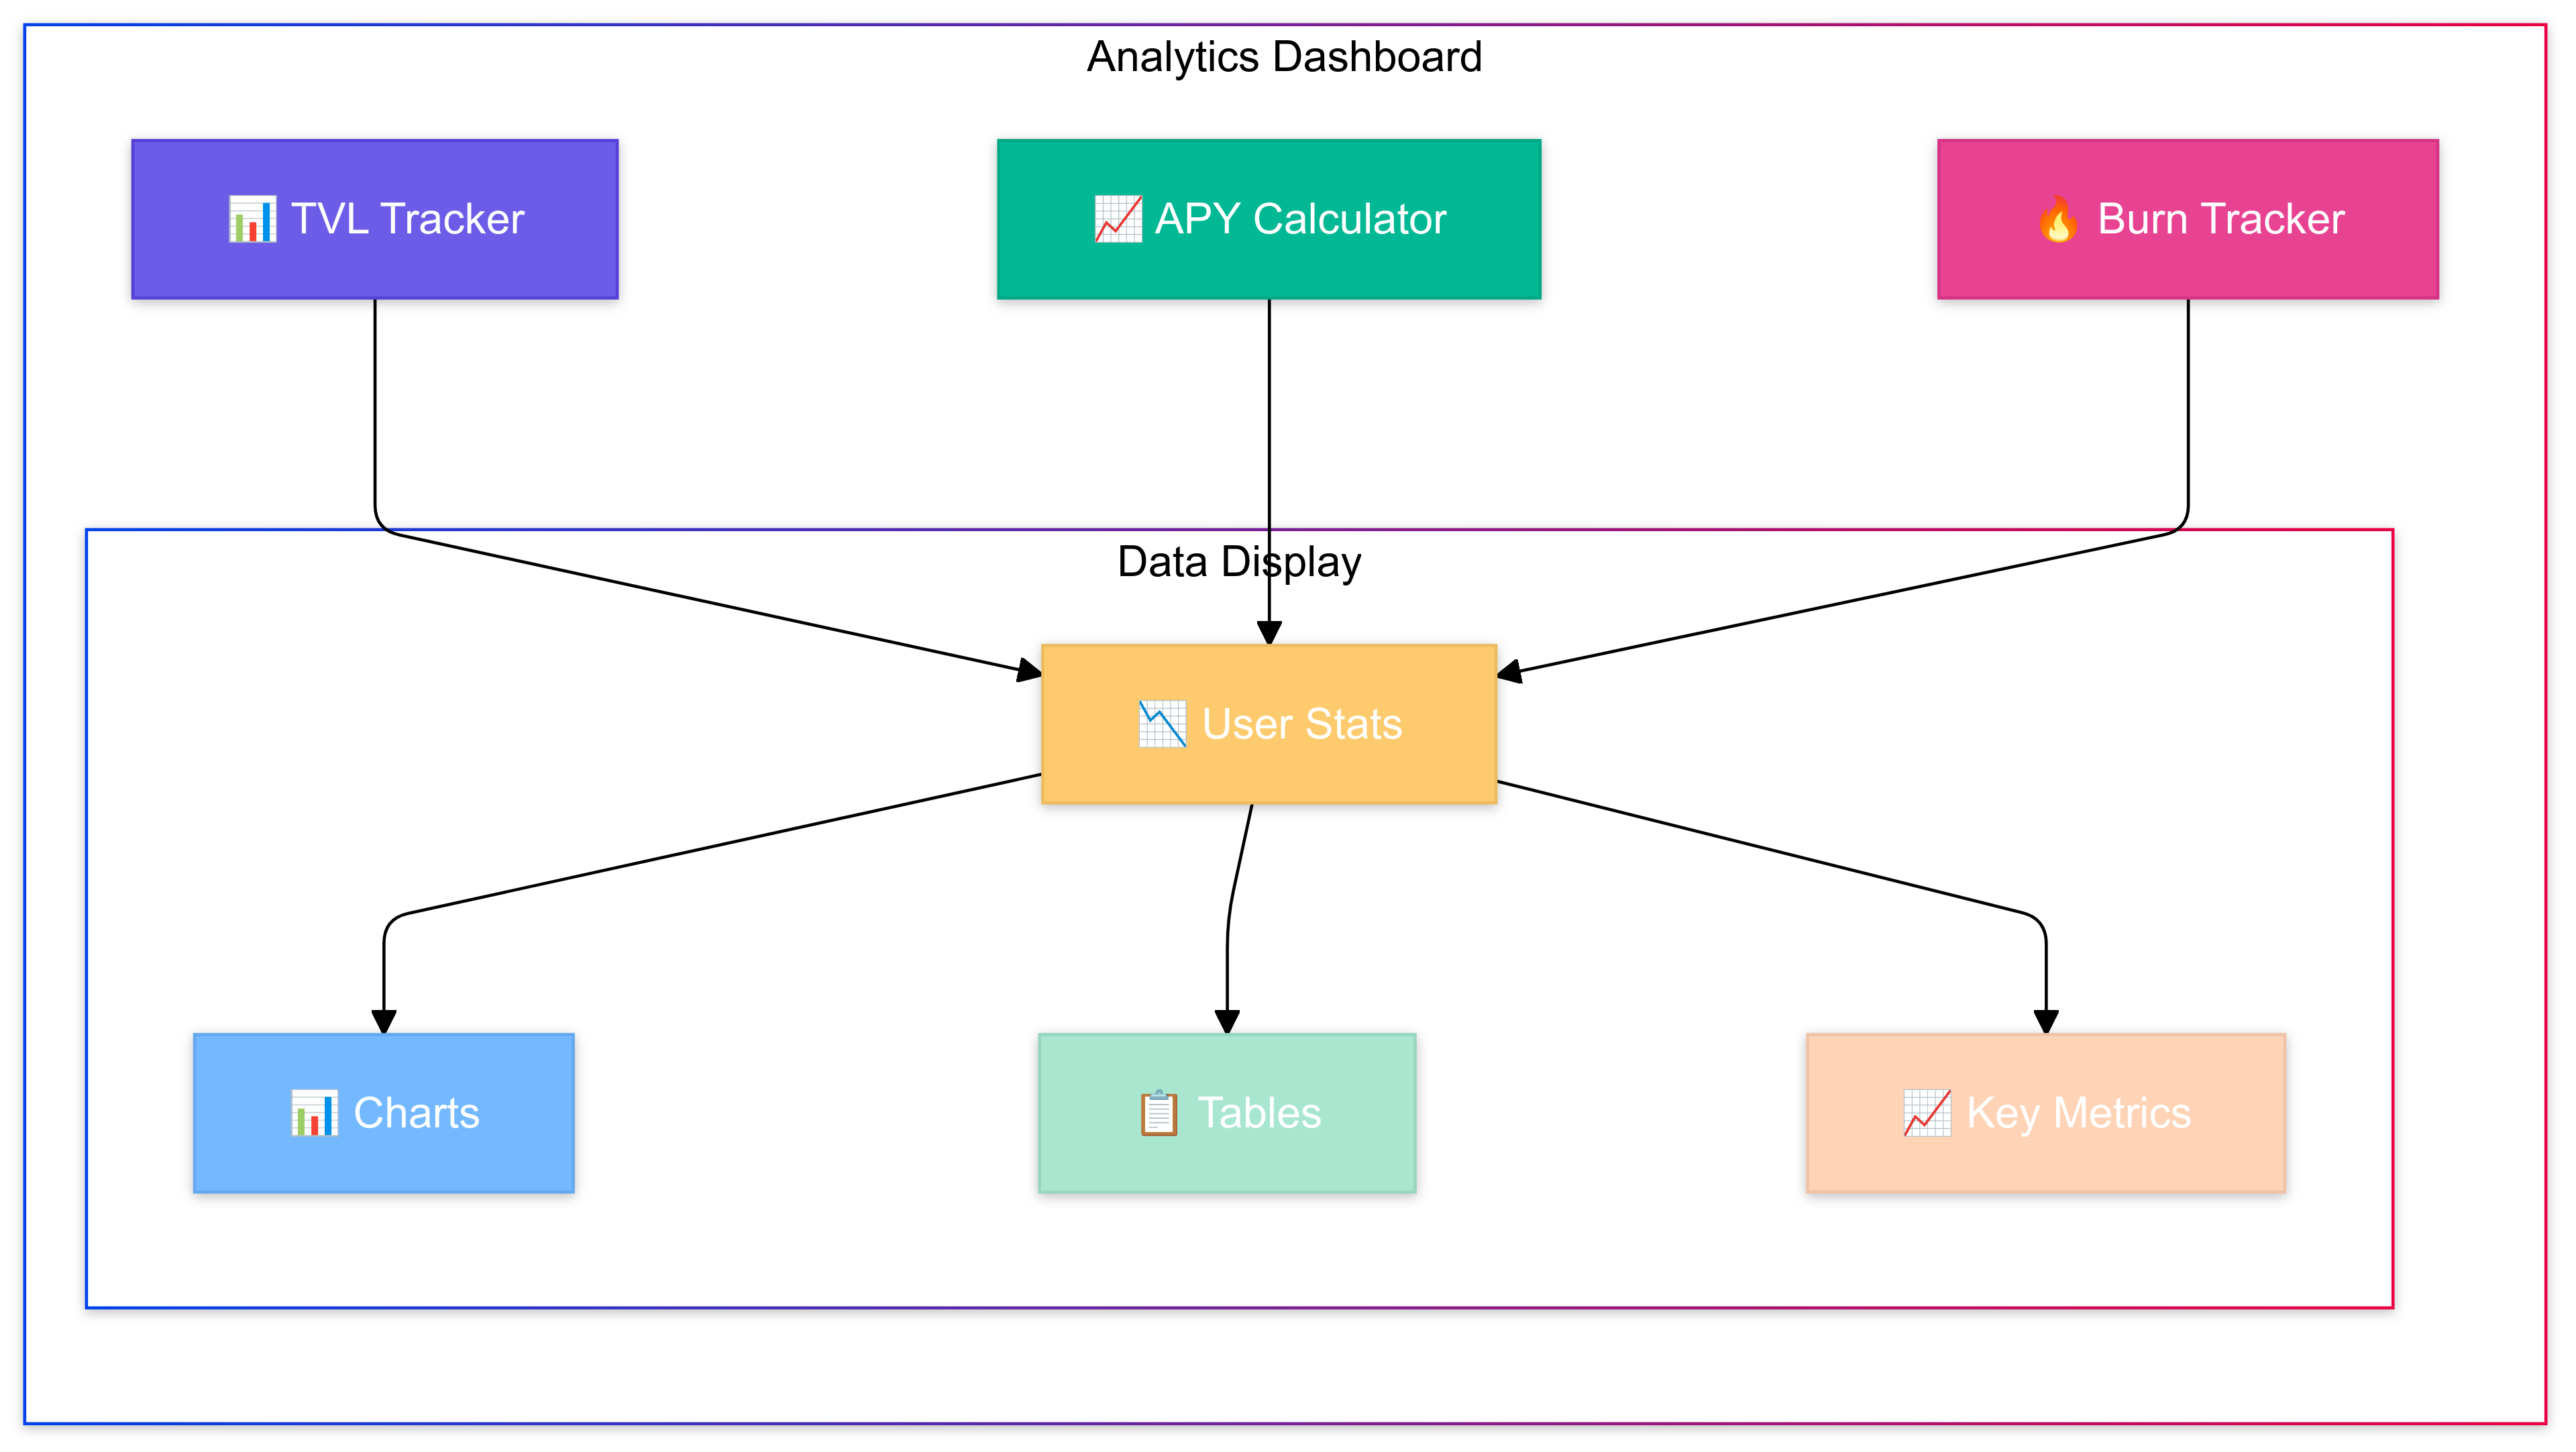 Analytics Dashboard
📊 TVL Tracker
📈 APY Calculator
🔥 Burn Tracker
Data Display
📉 User Stats
📊 Charts
📋 Tables
📈 Key Metrics